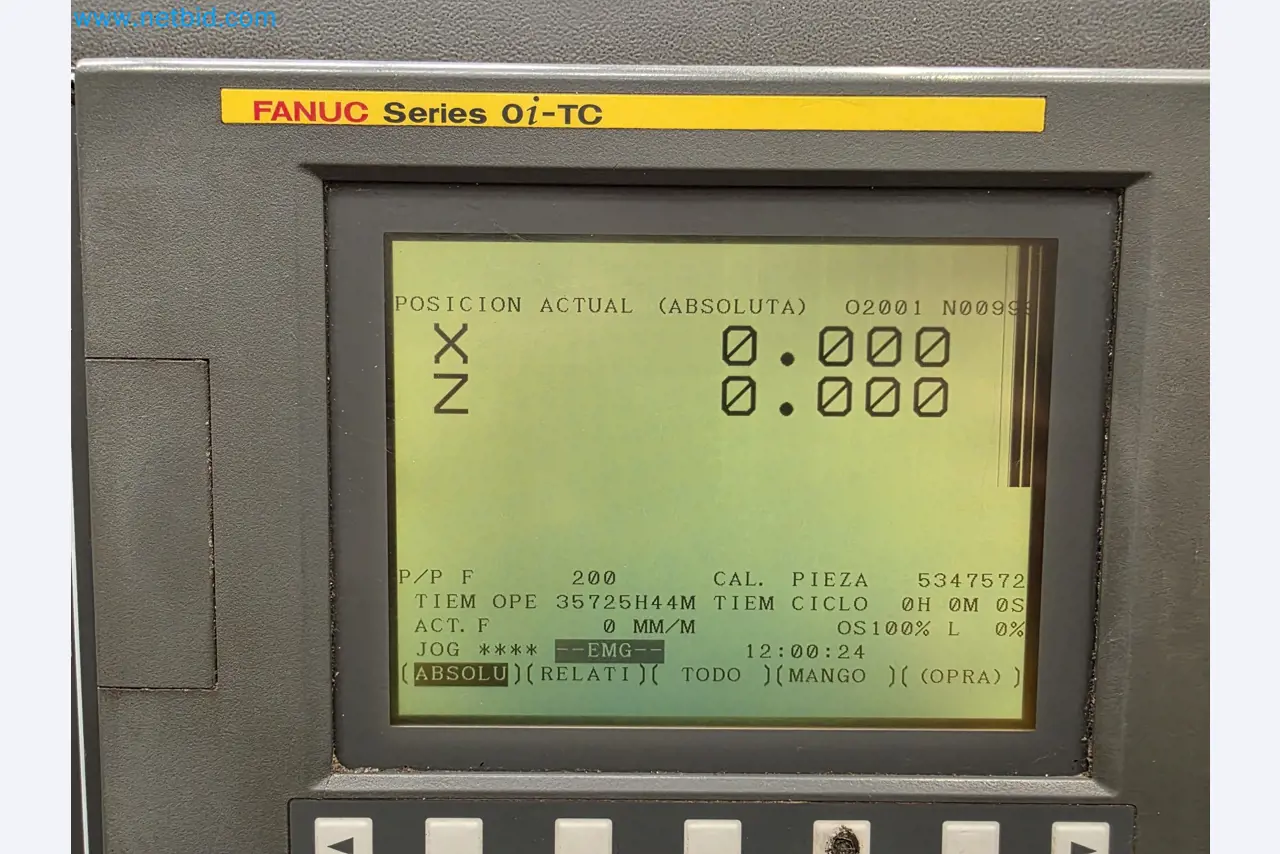 www.netbid.com
FANUC Series 0i-TC
POSICION ACTUAL (ABSOLUTA) O2001
X 0.000
Z 0.000
P/P F 200 CAL. PIEZA 5347572
TIEM OPE 35725H44M TIEM CICLO 0H 0M 0S
ACT.F 0 MM/M OS100% L 0%
JOG **** --EMG-- 12:00:24
(ABSOLU)(RELATI)( TODO )(MANGO )( (OPRA) )